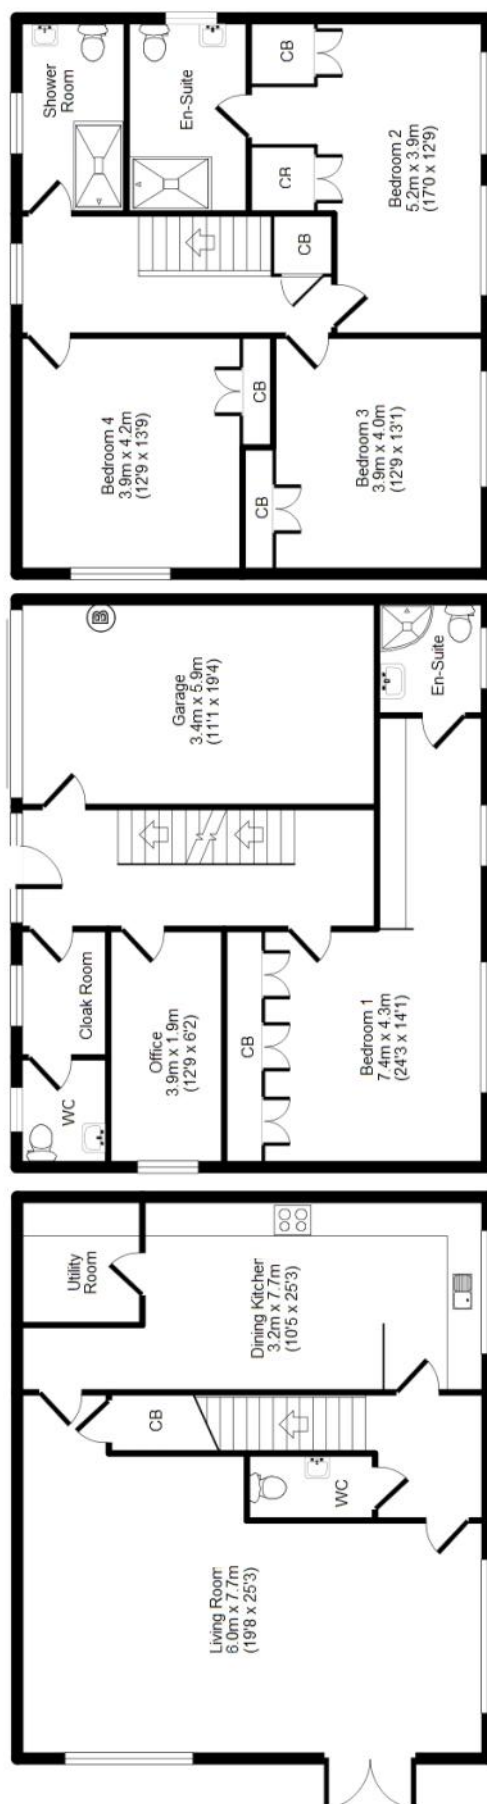 Living Room
6.0m x 7.7m
(19'8 x 25'3)
CB
WC
Utility
Room
Dining Kitcher
3.2m x 7.7m
(10'5 x 25'3)
WC
Cloak Room
Office
3.9m x 1.9m
(12'9 x 6'2)
CB
Bedroom 1
7.4m x 4.3m
(24'3 x 14'1)
Garage
3.4m x 5.9m
(11'1 x 19'4)
B
En-Suite
Bedroom 4
3.9m x 4.2m
(12'9 x 13'9)
CB
CB
Bedroom 3
3.9m x 4.0m
(12'9 x 13'1)
Shower
Room
En-Suite
CB
CB
CB
Bedroom 2
5.2m x 3.9m
(17'0 x 12'9)